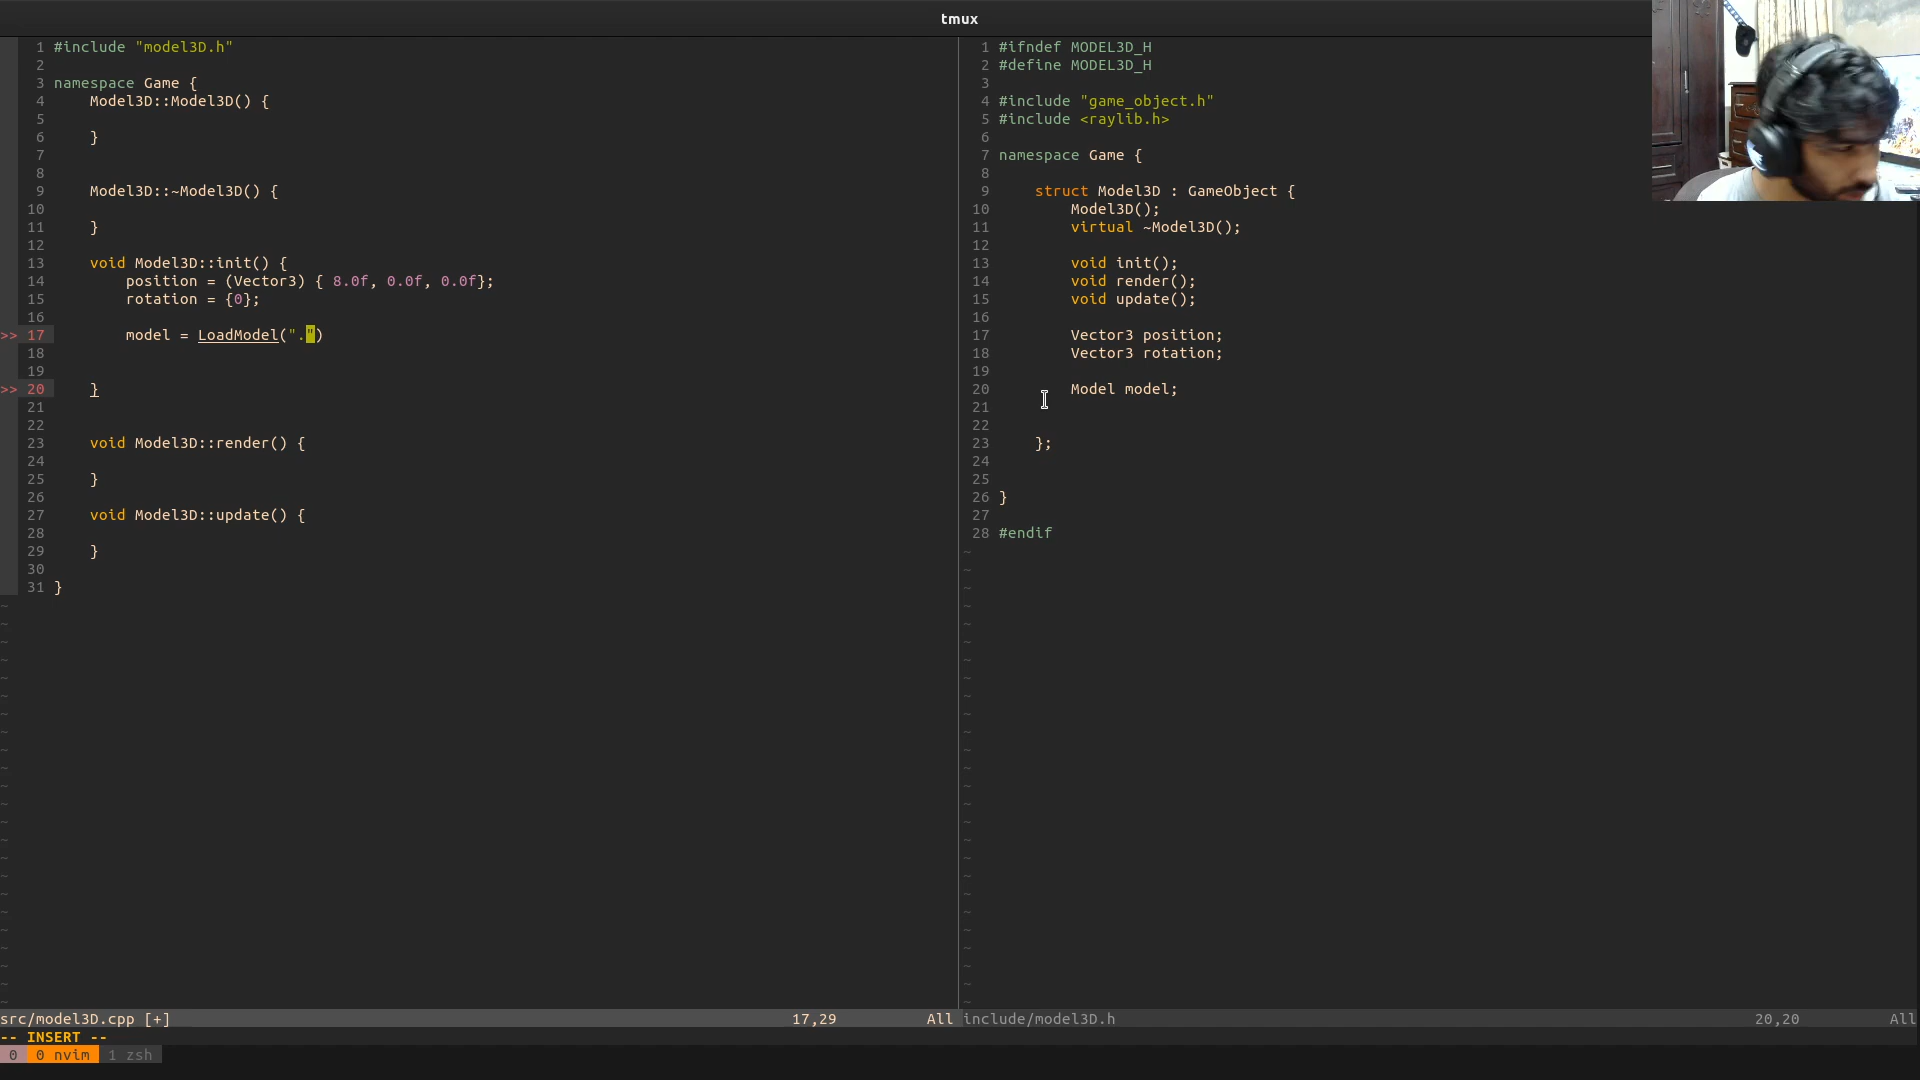 tmux
1 #include "model3D.h"
2
3 namespace Game {
4     Model3D::Model3D() {
5
6     }
7
8
9     Model3D::~Model3D() {
10
11     }
12
13     void Model3D::init() {
14         position = (Vector3) { 8.0f, 0.0f, 0.0f};
15         rotation = {0};
16
>> 17         model = LoadModel(".")
18
19
>> 20     }
21
22
23     void Model3D::render() {
24
25     }
26
27     void Model3D::update() {
28
29     }
30
31 }
~
src/model3D.cpp [+] 17,29 All
1 #ifndef MODEL3D_H
2 #define MODEL3D_H
3
4 #include "game_object.h"
5 #include <raylib.h>
6
7 namespace Game {
8
9     struct Model3D : GameObject {
10         Model3D();
11         virtual ~Model3D();
12
13         void init();
14         void render();
15         void update();
16
17         Vector3 position;
18         Vector3 rotation;
19
20         Model model;
21
22
23     };
24
25
26 }
27
28 #endif
~
include/model3D.h 20,20 All
-- INSERT --
0 0 nvim 1 zsh